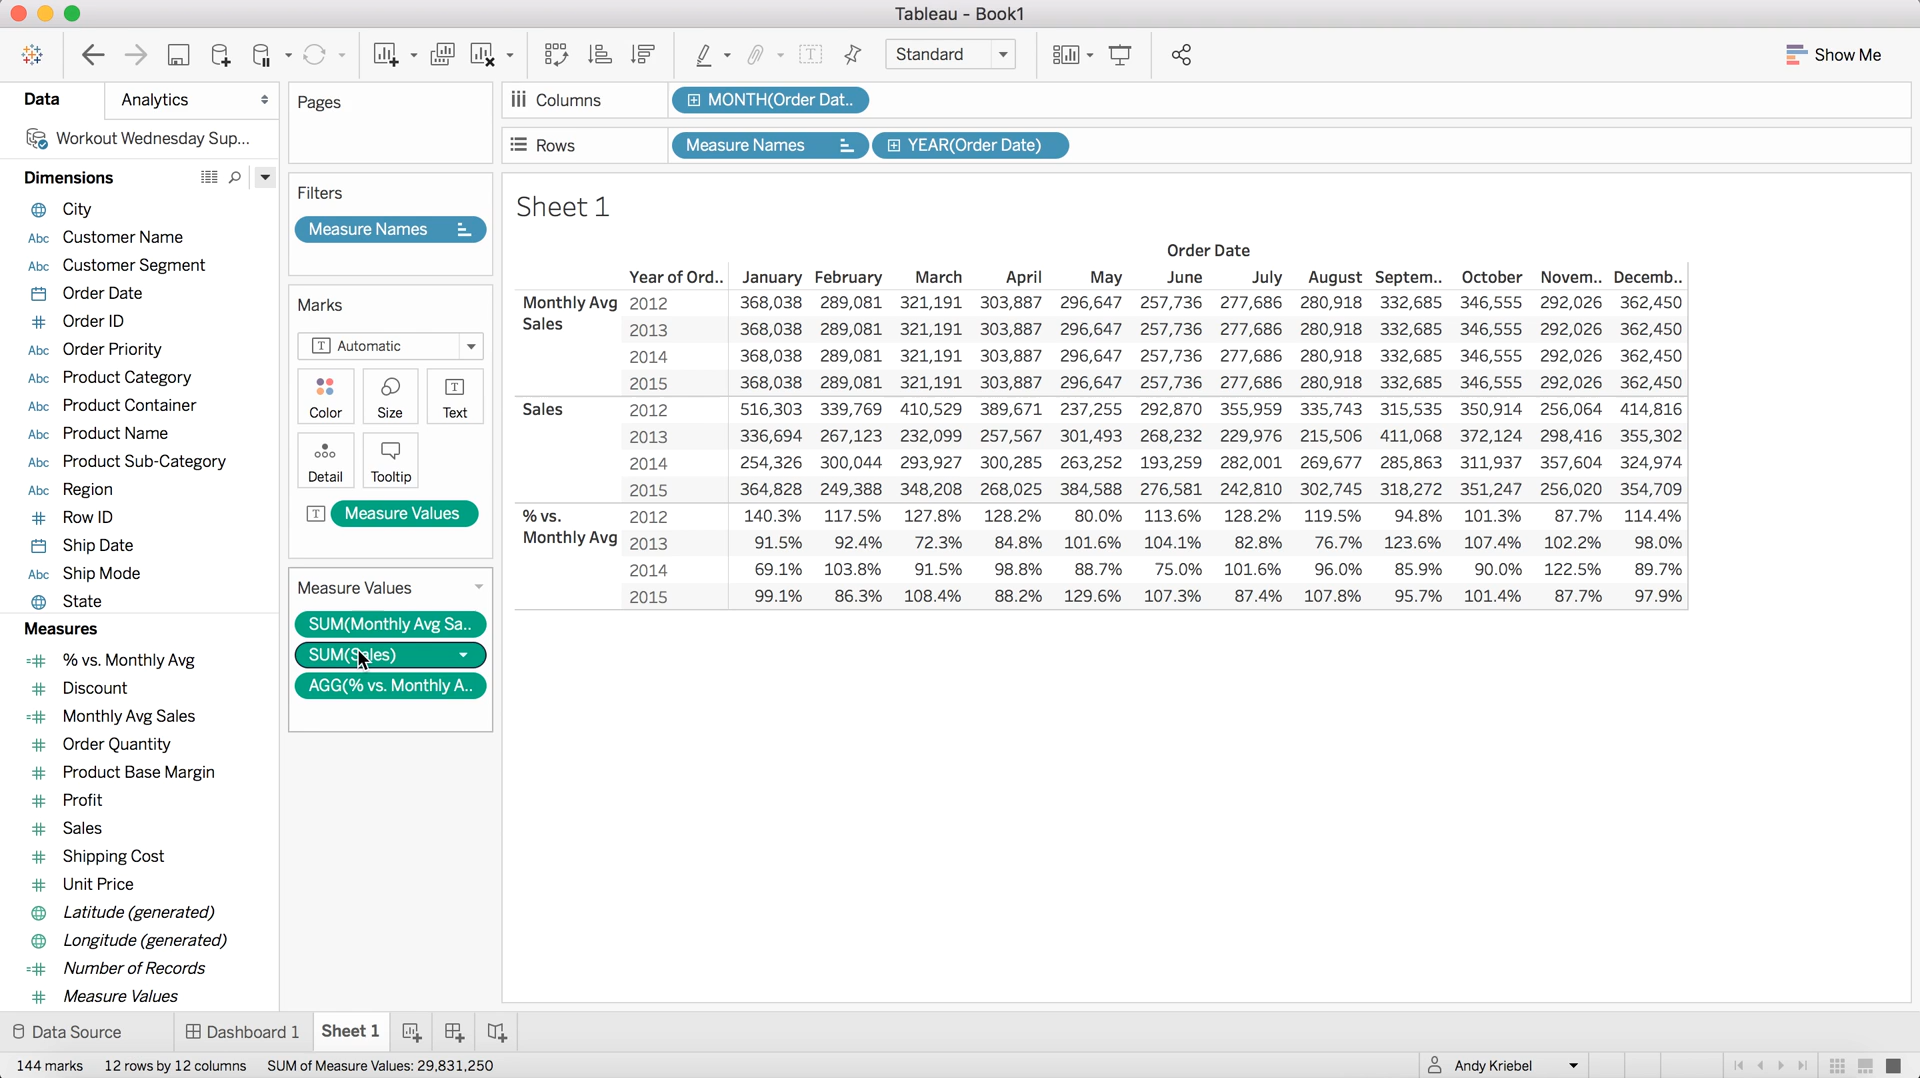 Tableau - Book1
Standard
Show Me
Data
Analytics
Workout Wednesday Sup...
Dimensions
City
Abc Customer Name
Abc Customer Segment
Order Date
# Order ID
Abc Order Priority
Abc Product Category
Abc Product Container
Abc Product Name
Abc Product Sub-Category
Abc Region
# Row ID
Ship Date
Abc Ship Mode
State
Measures
=# % vs. Monthly Avg
# Discount
=# Monthly Avg Sales
# Order Quantity
# Product Base Margin
# Profit
# Sales
# Shipping Cost
# Unit Price
Latitude (generated)
Longitude (generated)
=# Number of Records
# Measure Values
Pages
Filters
Measure Names
Marks
T Automatic
Color Size T Text
Detail Tooltip
T Measure Values
Measure Values
SUM(Monthly Avg Sa..
SUM(Sales)
AGG(% vs. Monthly A..
Columns
MONTH(Order Dat..
Rows
Measure Names
YEAR(Order Date)
Sheet 1
Order Date
Year of Ord.. January February March April May June July August Septem.. October Novem.. Decemb..
Monthly Avg 2012 368,038 289,081 321,191 303,887 296,647 257,736 277,686 280,918 332,685 346,555 292,026 362,450
Sales 2013 368,038 289,081 321,191 303,887 296,647 257,736 277,686 280,918 332,685 346,555 292,026 362,450
2014 368,038 289,081 321,191 303,887 296,647 257,736 277,686 280,918 332,685 346,555 292,026 362,450
2015 368,038 289,081 321,191 303,887 296,647 257,736 277,686 280,918 332,685 346,555 292,026 362,450
Sales 2012 516,303 339,769 410,529 389,671 237,255 292,870 355,959 335,743 315,535 350,914 256,064 414,816
2013 336,694 267,123 232,099 257,567 301,493 268,232 229,976 215,506 411,068 372,124 298,416 355,302
2014 254,326 300,044 293,927 300,285 263,252 193,259 282,001 269,677 285,863 311,937 357,604 324,974
2015 364,828 249,388 348,208 268,025 384,588 276,581 242,810 302,745 318,272 351,247 256,020 354,709
% vs. 2012 140.3% 117.5% 127.8% 128.2% 80.0% 113.6% 128.2% 119.5% 94.8% 101.3% 87.7% 114.4%
Monthly Avg 2013 91.5% 92.4% 72.3% 84.8% 101.6% 104.1% 82.8% 76.7% 123.6% 107.4% 102.2% 98.0%
2014 69.1% 103.8% 91.5% 98.8% 88.7% 75.0% 101.6% 96.0% 85.9% 90.0% 122.5% 89.7%
2015 99.1% 86.3% 108.4% 88.2% 129.6% 107.3% 87.4% 107.8% 95.7% 101.4% 87.7% 97.9%
Data Source
Dashboard 1
Sheet 1
144 marks 12 rows by 12 columns SUM of Measure Values: 29,831,250
Andy Kriebel